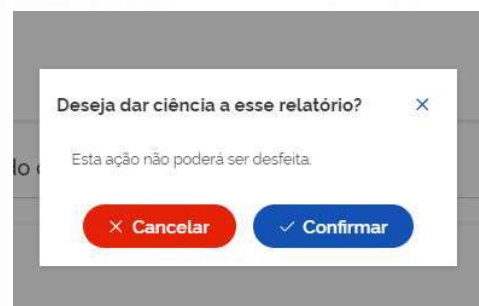 Deseja dar ciência a esse relatório?
Esta ação não poderá ser desfeita.
Cancelar
Confirmar